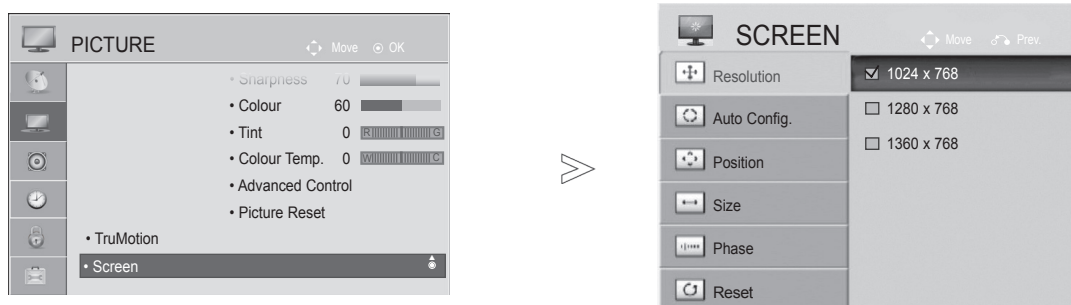 PICTURE
Move OK
• Sharpness 70
• Colour 60
• Tint 0 R G
• Colour Temp. 0 W C
• Advanced Control
• Picture Reset
• TruMotion
• Screen
SCREEN
Move Prev.
Resolution
Auto Config.
Position
Size
Phase
Reset
1024 x 768
1280 x 768
1360 x 768